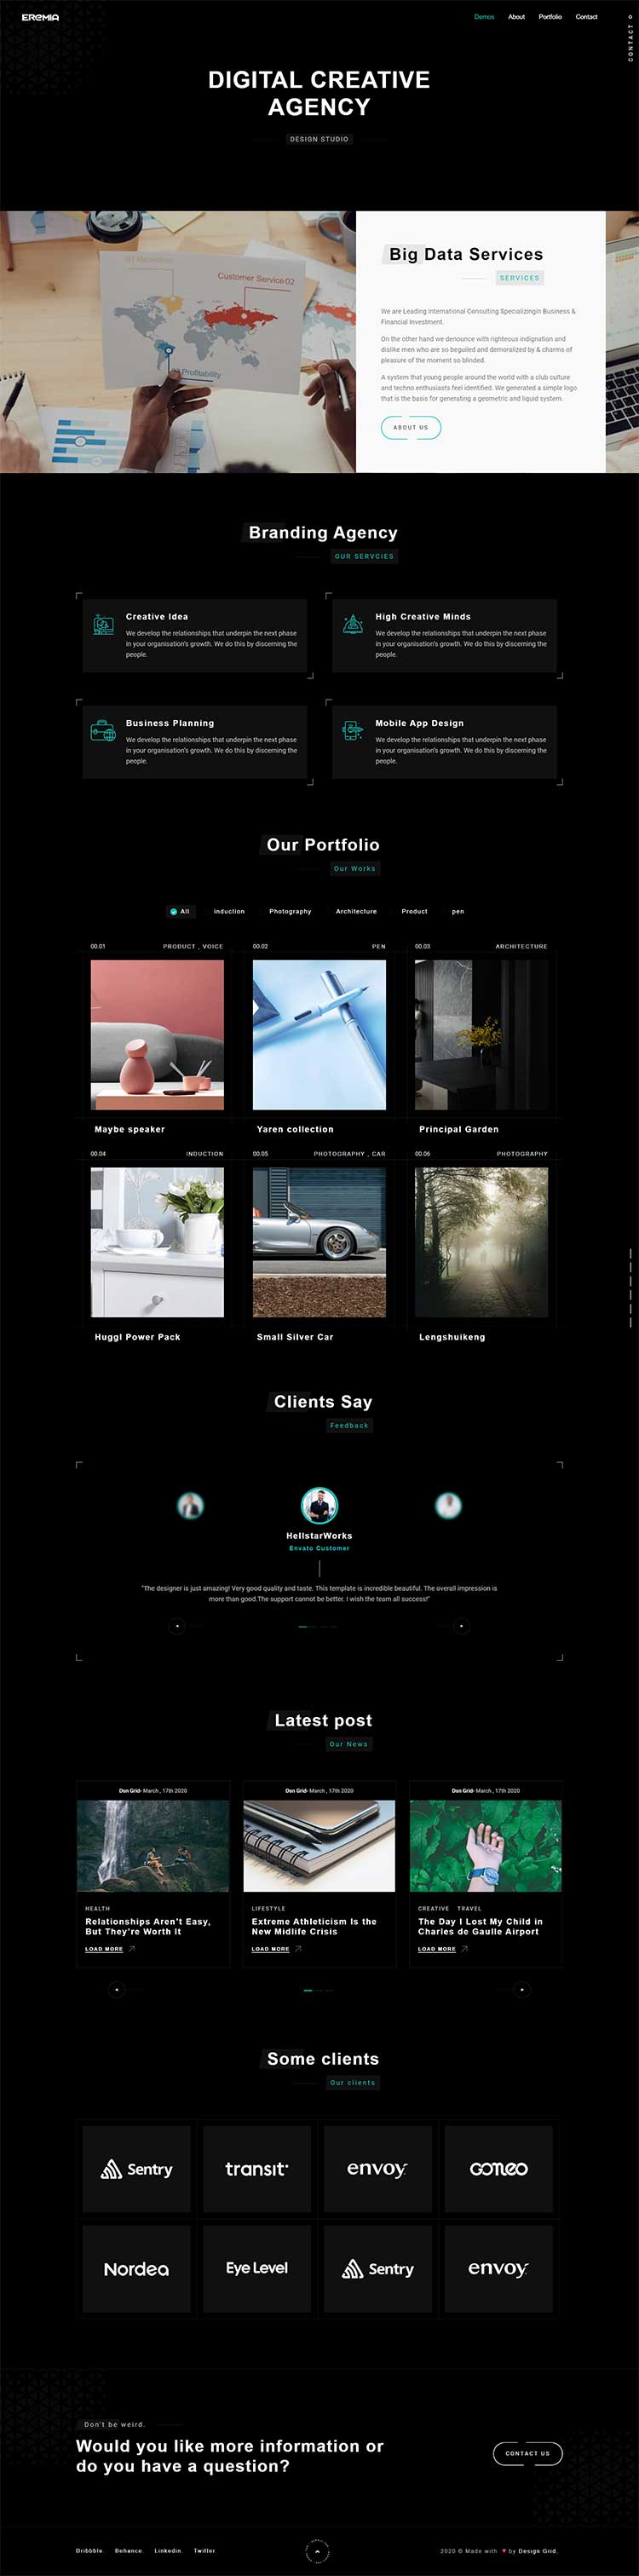 EREMIA
Demos About Portfolio Contact
CONTACT
DIGITAL CREATIVE
AGENCY
DESIGN STUDIO
Customer Service 02
Profitability
Big Data Services
SERVICES
We are Leading International Consulting Specializingin Business &
Financial Investment.
On the other hand we denounce with righteous indignation and
dislike men who are so beguiled and demoralized by & charms of
pleasure of the moment so blinded.
A system that young people around the world with a club culture
and techno enthusiasts feel identified. We generated a simple logo
that is the basis for generating a geometric and liquid system.
ABOUT US
Branding Agency
OUR SERVCIES
Creative Idea
We develop the relationships that underpin the next phase
in your organisation's growth. We do this by discerning the
people.
High Creative Minds
We develop the relationships that underpin the next phase
in your organisation's growth. We do this by discerning the
people.
Business Planning
We develop the relationships that underpin the next phase
in your organisation's growth. We do this by discerning the
people.
Mobile App Design
We develop the relationships that underpin the next phase
in your organisation's growth. We do this by discerning the
people.
Our Portfolio
Our Works
All induction Photography Architecture Product pen
00.01 PRODUCT , VOICE
00.02 PEN
00.03 ARCHITECTURE
Maybe speaker
Yaren collection
Principal Garden
00.04 INDUCTION
00.05 PHOTOGRAPHY , CAR
00.06 PHOTOGRAPHY
Huggl Power Pack
Small Silver Car
Lengshuikeng
Clients Say
Feedback
HellstarWorks
Envato Customer
"The designer is just amazing! Very good quality and taste. This template is incredible beautiful. The overall impression is
more than good.The support cannot be better. I wish the team all success!"
Latest post
Our News
Dsn Grid- March , 17th 2020
HEALTH
Relationships Aren't Easy,
But They're Worth It
LOAD MORE
Dsn Grid- March , 17th 2020
LIFESTYLE
Extreme Athleticism Is the
New Midlife Crisis
LOAD MORE
Dsn Grid- March , 17th 2020
CREATIVE TRAVEL
The Day I Lost My Child in
Charles de Gaulle Airport
LOAD MORE
Some clients
Our clients
Sentry
transit
envoy
Nordea
Eye Level
Sentry
envoy
Don't be weird.
Would you like more information or
do you have a question?
CONTACT US
Dribbble. Behance. Linkedin. Twitter.
2020 © Made with ♥ by Design Grid.